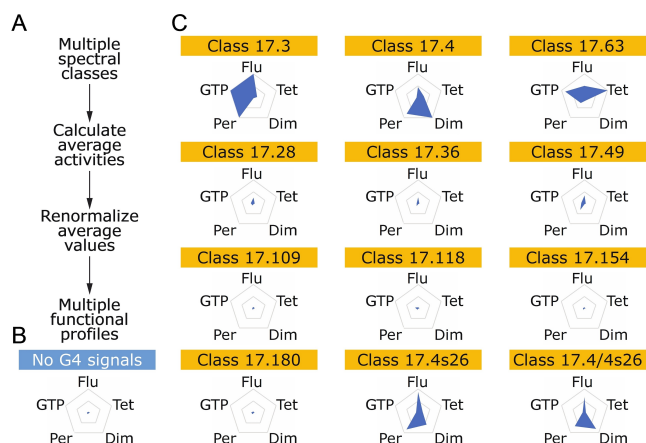 A
Multiple
spectral
classes
Calculate
average
activities
Renormalize
average
values
Multiple
functional
profiles
B
No G4 signals
Flu
GTP Tet
Per Dim
C
Class 17.3 Class 17.4 Class 17.63
Flu Flu Flu
GTP Tet GTP Tet GTP Tet
Per Dim Per Dim Per Dim
Class 17.28 Class 17.36 Class 17.49
Flu Flu Flu
GTP Tet GTP Tet GTP Tet
Per Dim Per Dim Per Dim
Class 17.109 Class 17.118 Class 17.154
Flu Flu Flu
GTP Tet GTP Tet GTP Tet
Per Dim Per Dim Per Dim
Class 17.180 Class 17.4s26 Class 17.4/4s26
Flu Flu Flu
GTP Tet GTP Tet GTP Tet
Per Dim Per Dim Per Dim